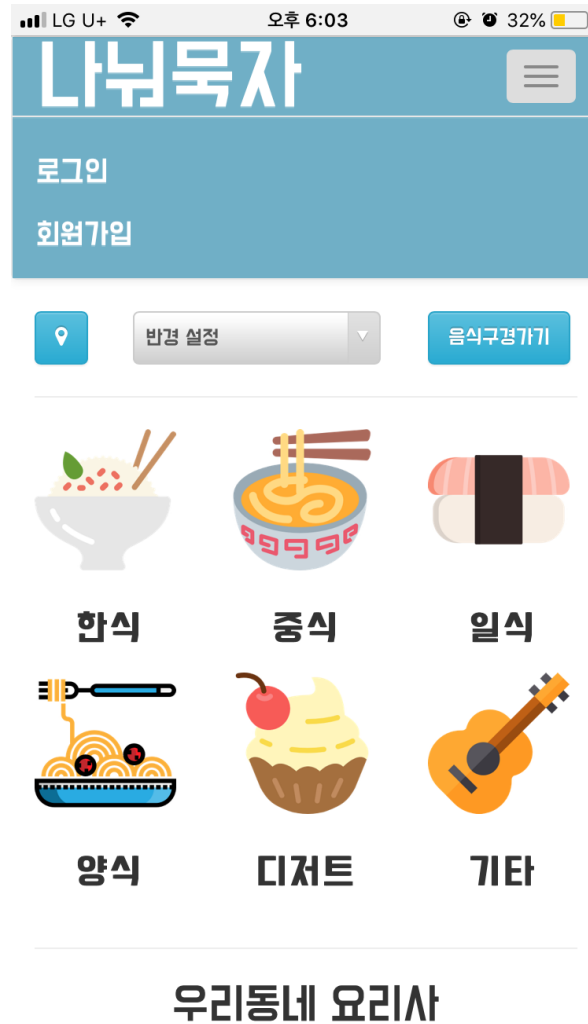 LG U+ 오후 6:03 32%
나눠묵자
로그인
회원가입
반경 설정 음식구경가기
한식 중식 일식
양식 디저트 기타
우리동네 요리사